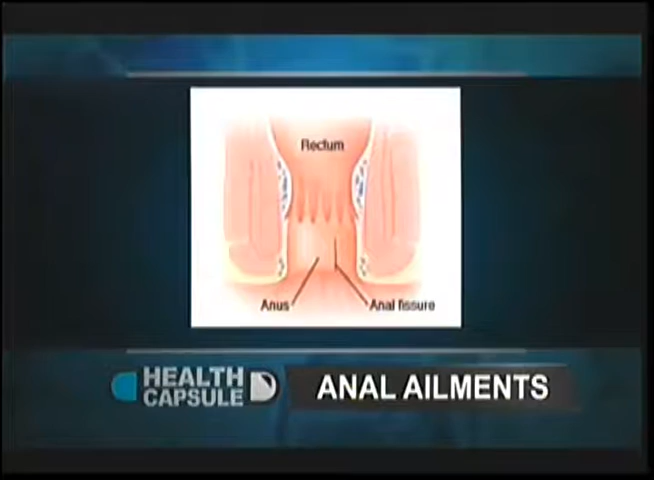 Rectum
Anus
Anal fissure
HEALTH
CAPSULE
ANAL AILMENTS